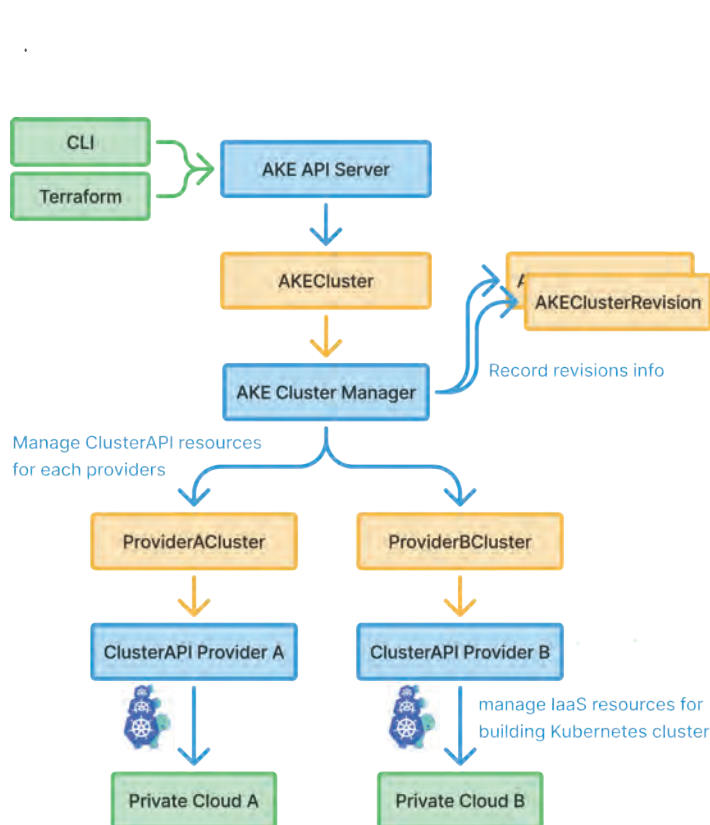 CLI
Terraform
AKE API Server
AKECluster
A
AKEClusterRevision
Record revisions info
AKE Cluster Manager
Manage ClusterAPI resources
for each providers
ProviderACluster
ProviderBCluster
ClusterAPI Provider A
ClusterAPI Provider B
manage IaaS resources for
building Kubernetes cluster
Private Cloud A
Private Cloud B